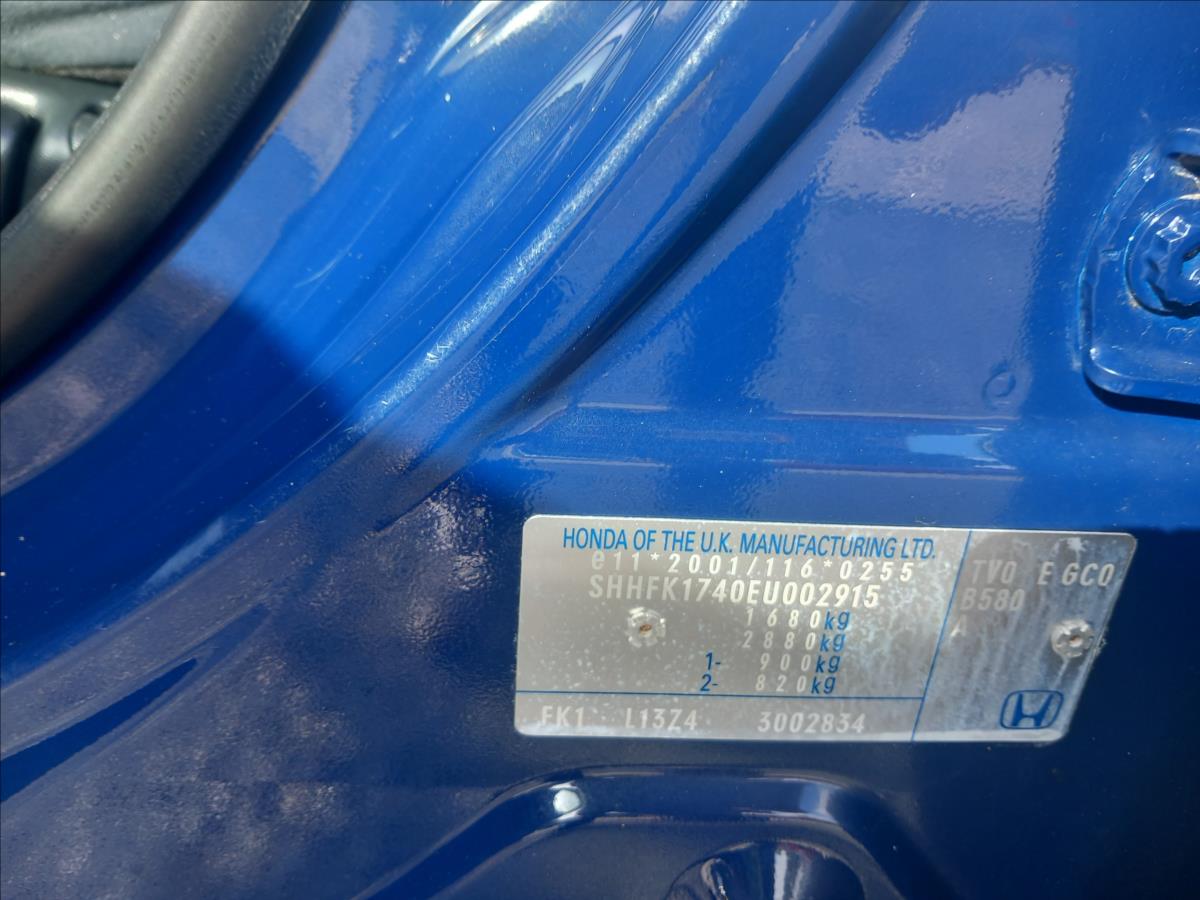 HONDA OF THE U.K. MANUFACTURING LTD.
e11*2001/116*0255
SHHFK1740EU002915
1680kg
2880kg
1- 900kg
2- 820kg
FK1 L13Z4 3002834
TV0 E GC0
B580
A